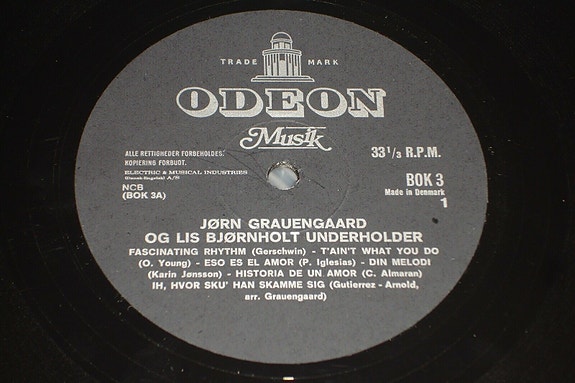 TRADE MARK
ODEON
Musik
ALLE RETTIGHEDER FORBEHOLDES.
KOPIERING FORBUDT.
ELECTRIC & MUSICAL INDUSTRIES
(Dansk-Engelsk) A/S
NCB
(BOK 3A)
33 1/3 R.P.M.
BOK 3
Made in Denmark
1
JØRN GRAUENGAARD
OG LIS BJØRNHOLT UNDERHOLDER
FASCINATING RHYTHM (Gerschwin) - T'AIN'T WHAT YOU DO
(O. Young) - ESO ES EL AMOR (P. Iglesias) - DIN MELODI
(Karin Jønsson) - HISTORIA DE UN AMOR (C. Almaran)
IH, HVOR SKU' HAN SKAMME SIG (Gutierrez - Arnold,
arr. Grauengaard)